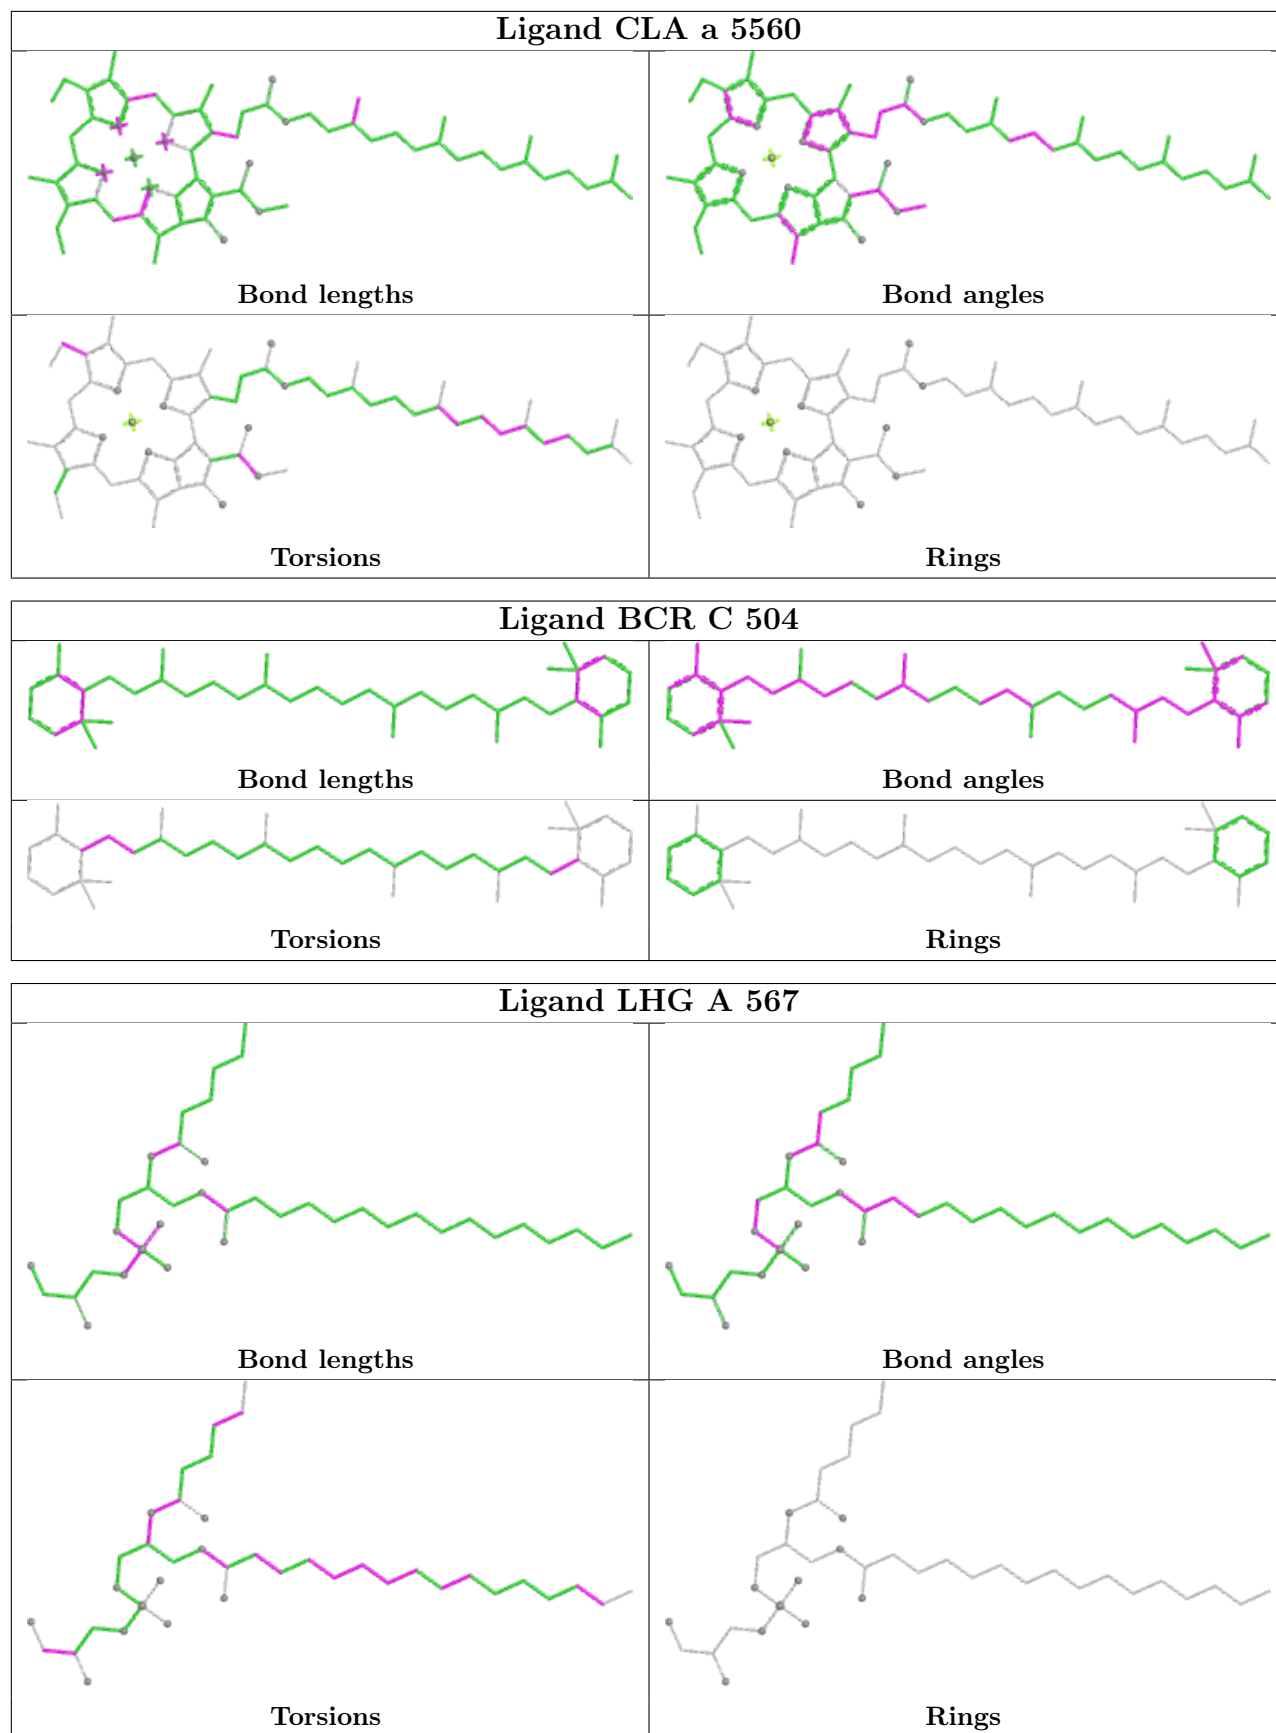 Ligand CLA a 5560
Bond lengths
Bond angles
Torsions
Rings
Ligand BCR C 504
Bond lengths
Bond angles
Torsions
Rings
Ligand LHG A 567
Bond lengths
Bond angles
Torsions
Rings